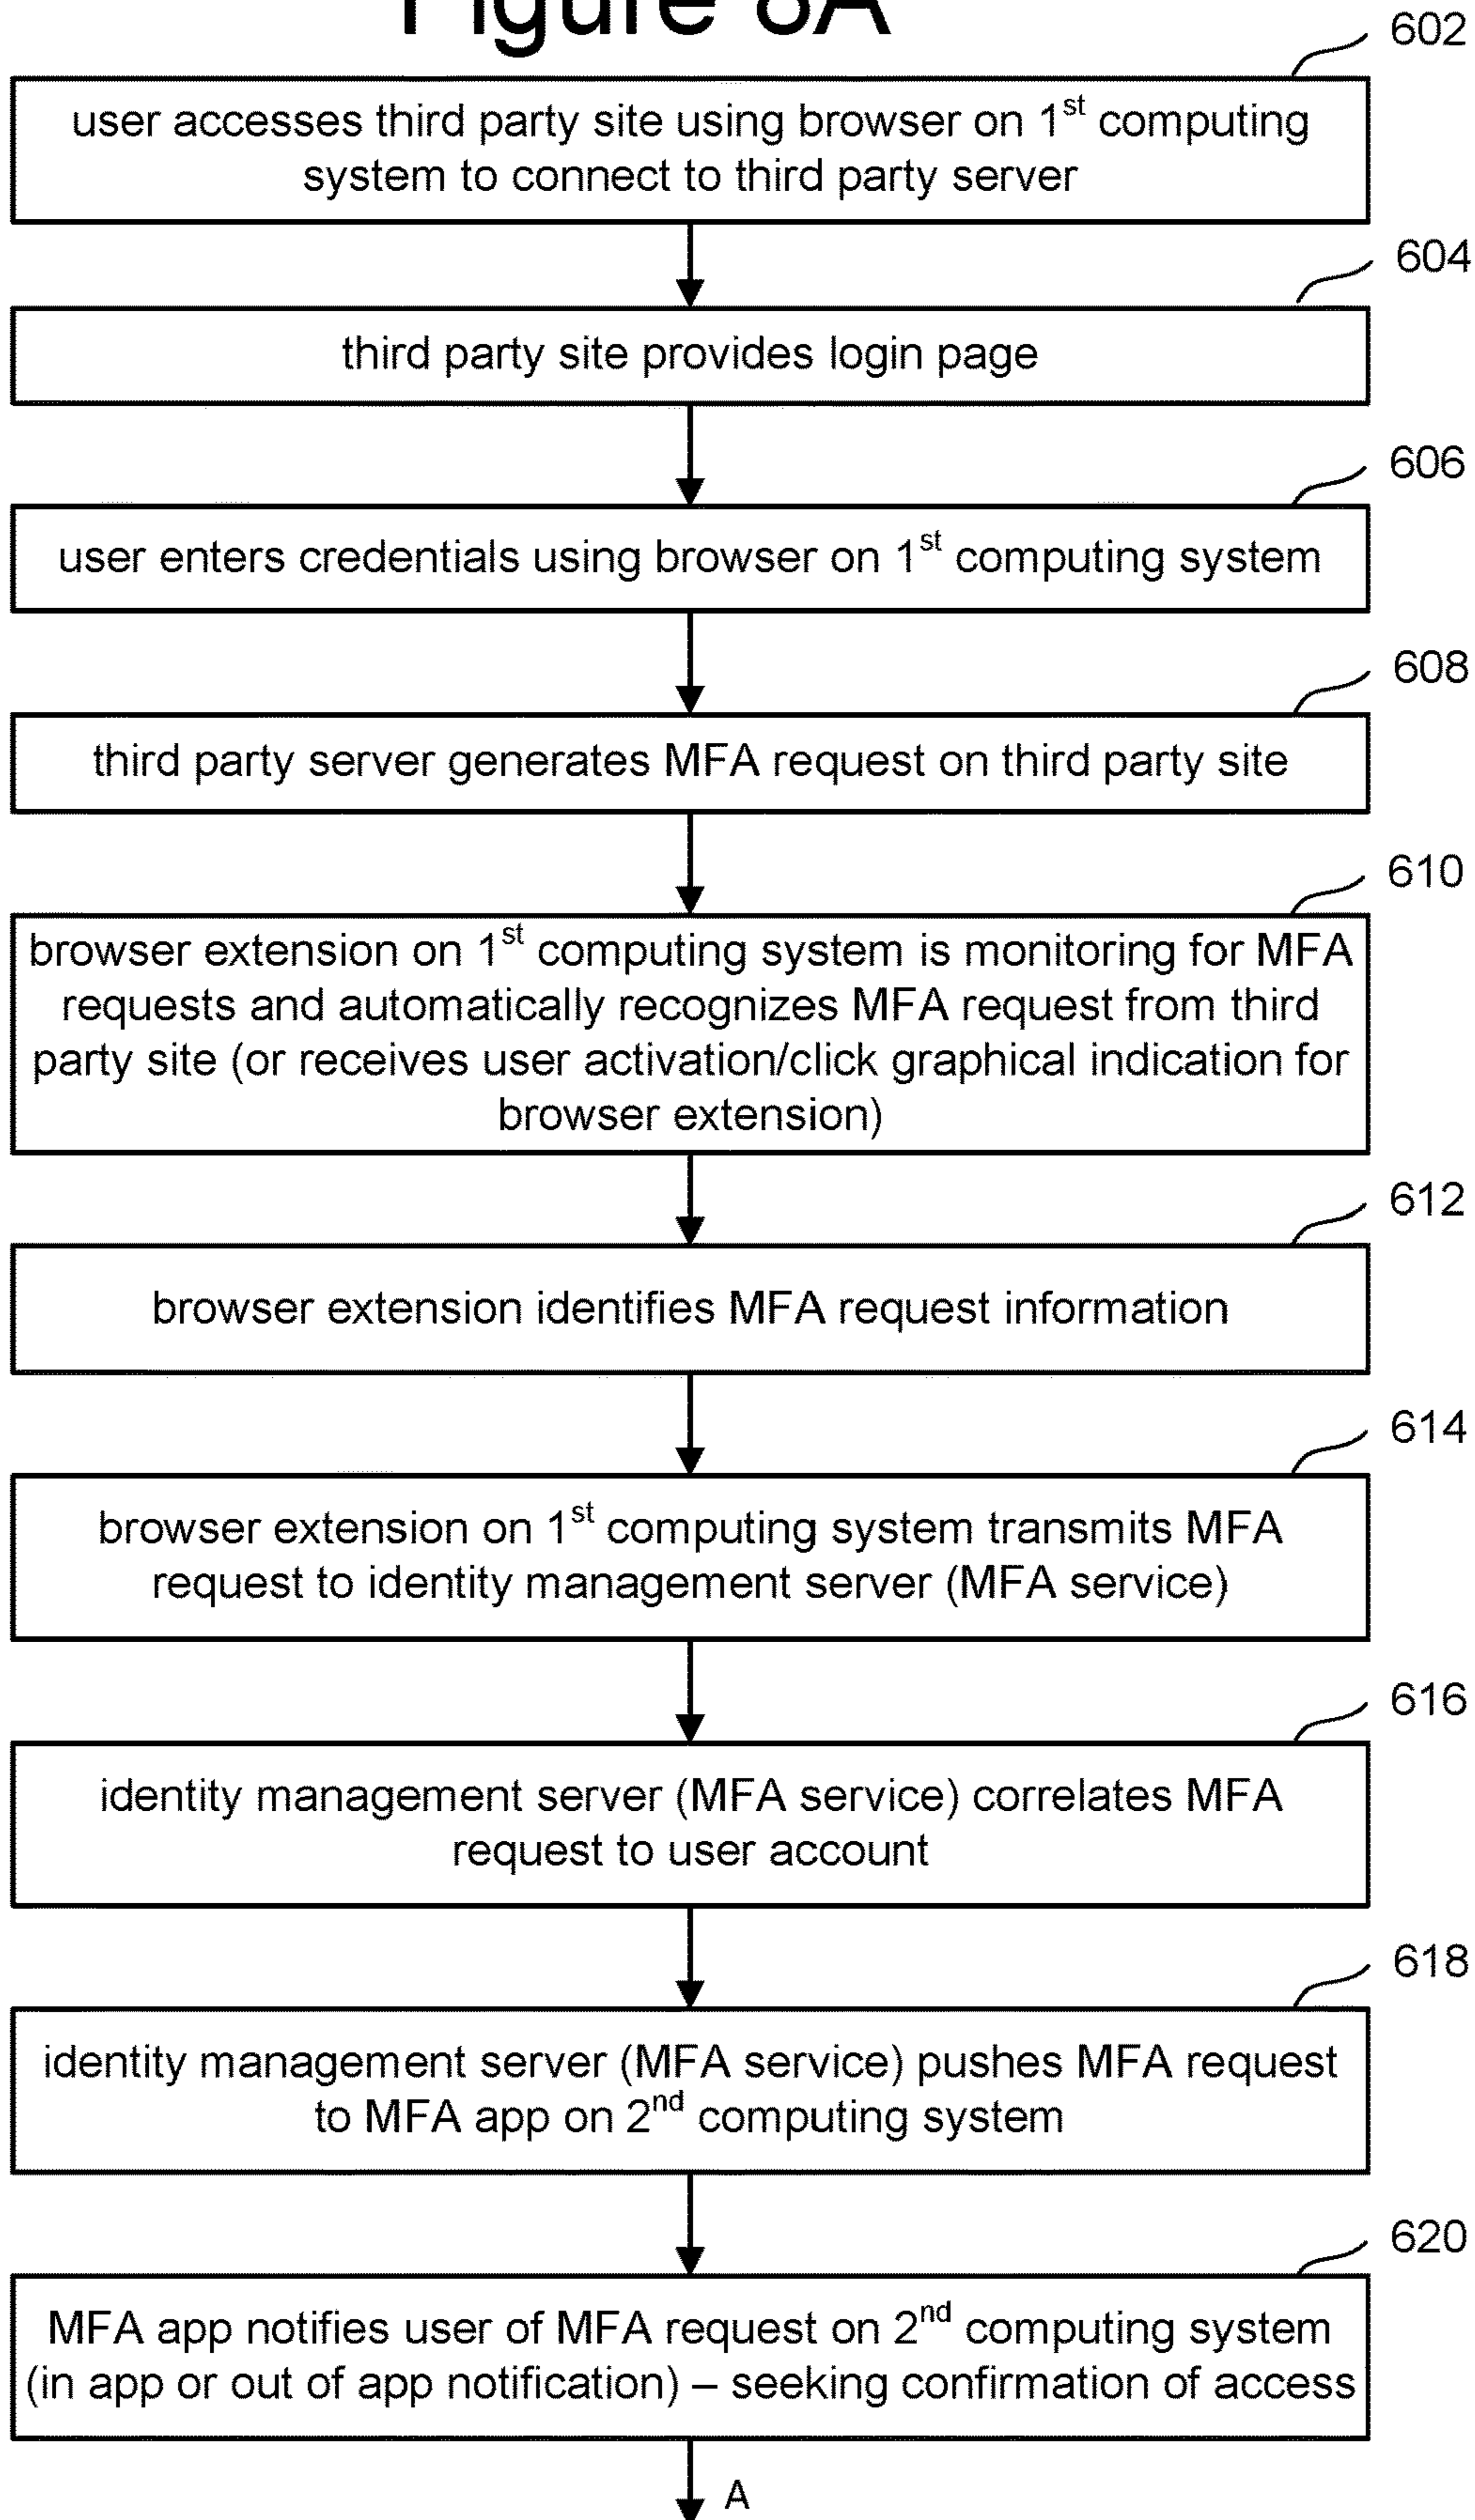 Figure
602
user accesses third party site using browser on 1st computing
system to connect to third party server
604
third party site provides login page
606
user enters credentials using browser on 1st computing system
608
third party server generates MFA request on third party site
610
browser extension on 1st computing system is monitoring for MFA
requests and automatically recognizes MFA request from third
party site (or receives user activation/click graphical indication for
browser extension)
612
browser extension identifies MFA request information
614
browser extension on 1st computing system transmits MFA
request to identity management server (MFA service)
616
identity management server (MFA service) correlates MFA
request to user account
618
identity management server (MFA service) pushes MFA request
to MFA app on 2nd computing system
620
MFA app notifies user of MFA request on 2nd computing system
(in app or out of app notification) – seeking confirmation of access
A